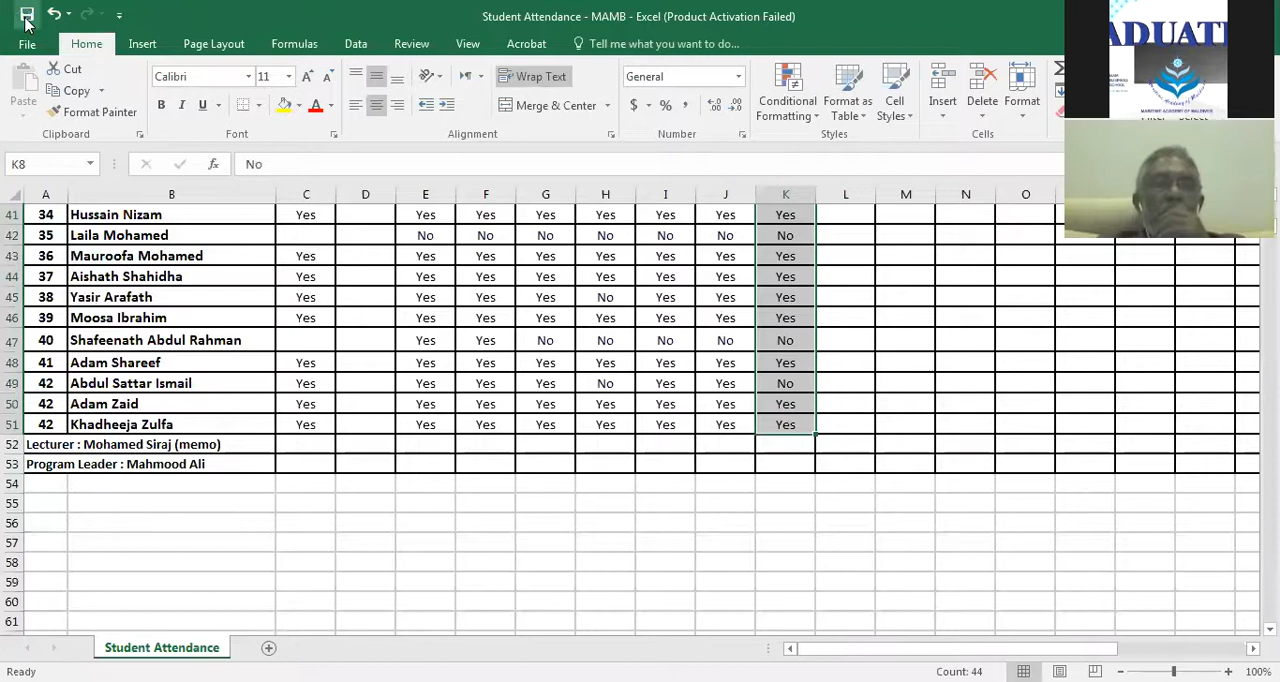 Student Attendance - MAMB - Excel (Product Activation Failed)
File Home Insert Page Layout Formulas Data Review View Acrobat Tell me what you want to do...
Cut
Copy
Format Painter
Paste
Clipboard
Calibri 11
B I U A
Font
Wrap Text
Merge & Center
Alignment
General
$ % ,
Number
Conditional Formatting
Format as Table
Cell Styles
Styles
Insert Delete Format
Cells
ADUATE
MARITIME ACADEMY OF MALDIVES
K8 fx No
A B C D E F G H I J K L M N O
41 34 Hussain Nizam Yes Yes Yes Yes Yes Yes Yes Yes
42 35 Laila Mohamed No No No No No No No
43 36 Mauroofa Mohamed Yes Yes Yes Yes Yes Yes Yes Yes
44 37 Aishath Shahidha Yes Yes Yes Yes Yes Yes Yes Yes
45 38 Yasir Arafath Yes Yes Yes Yes No Yes Yes Yes
46 39 Moosa Ibrahim Yes Yes Yes Yes Yes Yes Yes Yes
47 40 Shafeenath Abdul Rahman Yes Yes No No No No No
48 41 Adam Shareef Yes Yes Yes Yes Yes Yes Yes Yes
49 42 Abdul Sattar Ismail Yes Yes Yes Yes No Yes Yes No
50 42 Adam Zaid Yes Yes Yes Yes Yes Yes Yes Yes
51 42 Khadheeja Zulfa Yes Yes Yes Yes Yes Yes Yes Yes
52 Lecturer : Mohamed Siraj (memo)
53 Program Leader : Mahmood Ali
54
55
56
57
58
59
60
61
Student Attendance
Ready Count: 44 100%